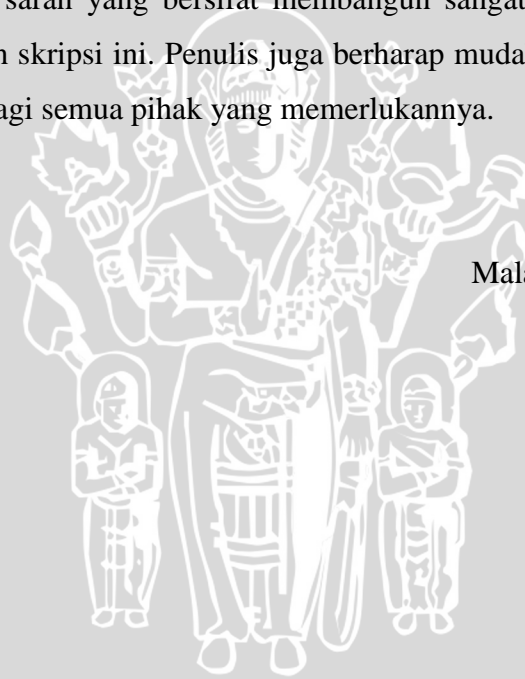 saran yang bersifat membangun sangat
skripsi ini. Penulis juga berharap
semua pihak yang memerlukannya.